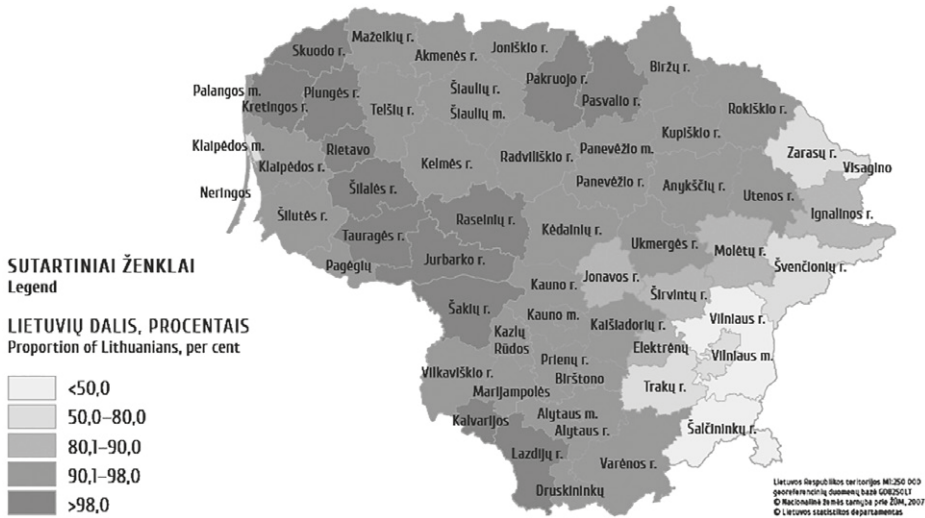 Skuodo r.
Mažeikių r.
Akmenės r.
Joniškio r.
Biržų r.
Palangos m.
Kretingos r.
Plungės r.
Telšių r.
Šiaulių r.
Šiaulių m.
Pakruojo r.
Pasvalio r.
Rokiškio r.
Kupiškio r.
Klaipėdos m.
Klaipėdos r.
Rietavo
Kelmės r.
Radviliškio r.
Panevėžio m.
Zarasų r.
Visagino
Neringos
Šilalės r.
Panevėžio r.
Anykščių r.
Utenos r.
Ignalinos r.
Šilutės r.
Tauragės r.
Raseinių r.
Kėdainių r.
Ukmergės r.
Molėtų r.
Švenčionių r.
Pagėgių
Jurbarko r.
Kauno r.
Jonavos r.
Širvintų r.
Šakių r.
Kauno m.
Kaišiadorių r.
Vilniaus r.
Kazlų
Rūdos
Elektrėnų
Vilniaus m.
Prienų r.
Birštono
Vilkaviškio r.
Marijampolės
Trakų r.
Kalvarijos
Alytaus m.
Alytaus r.
Šalčininkų r.
Lazdijų r.
Varėnos r.
Druskininkų
SUTARTINIAI ŽENKLAI
Legend
LIETUVIŲ DALIS, PROCENTAIS
Proportion of Lithuanians, per cent
<50,0
50,0–80,0
80,1–90,0
90,1–98,0
>98,0
Lietuvos Respublikos teritorijos M1:250 000
georeferencinių duomenų bazė GDB250LT
© Nacionalinė žemės tarnyba prie ŽŪM, 2007
© Lietuvos statistikos departamentas